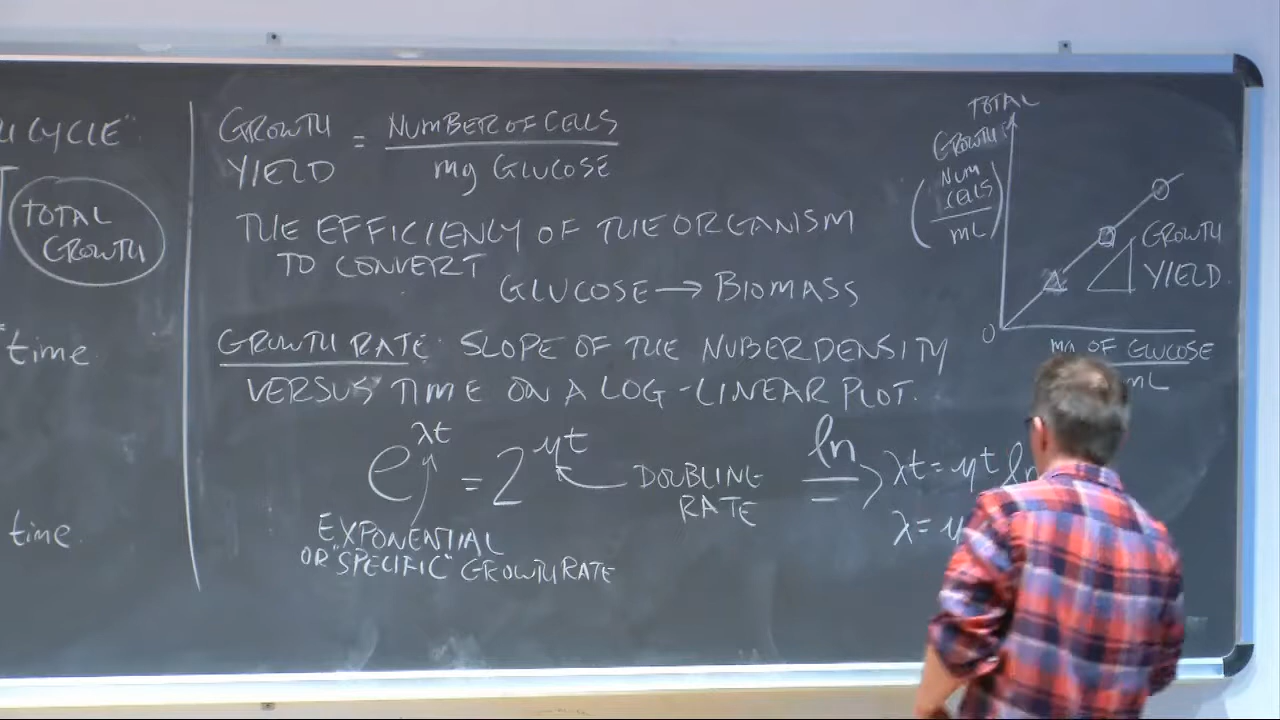 CYCLE"
TOTAL
GROWTH
time
time
GROWTH
YIELD
=
NUMBER OF CELLS
mg GLUCOSE
THE EFFICIENCY OF THE ORGANISM
TO CONVERT
GLUCOSE → BIOMASS
GROWTH RATE: SLOPE OF THE NUBER DENSITY
VERSUS TIME ON A LOG-LINEAR PLOT.
e^λt = 2^μt
DOUBLING
RATE
EXPONENTIAL
OR "SPECIFIC" GROWTH RATE
ln
=> λt = μt ln
λ = μ
TOTAL
GROWTH
(NUM
CELLS
mL)
GROWTH
YIELD
0
mg OF GLUCOSE
mL